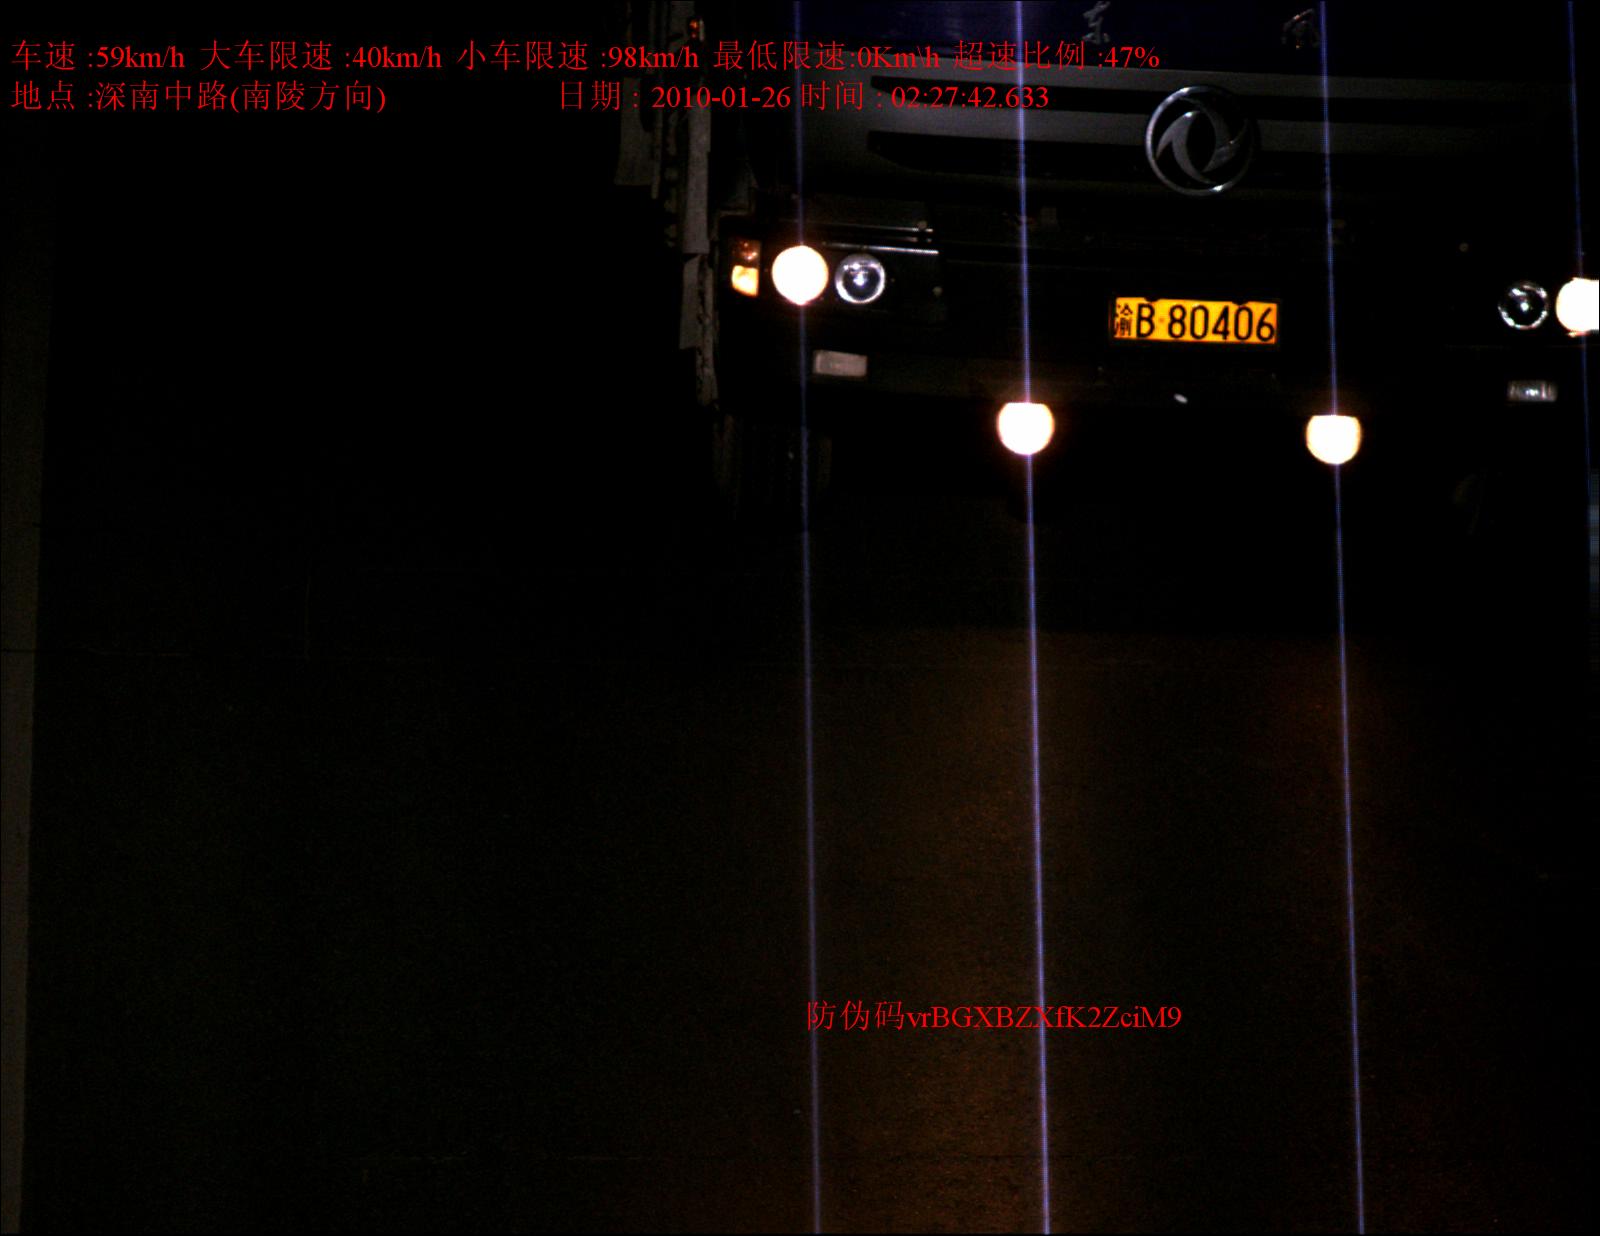 东风
车速 :59km/h 大车限速 :40km/h 小车限速 :98km/h 最低限速:0Km\h 超速比例 :47%
地点 :深南中路(南陵方向) 日期 : 2010-01-26 时间 : 02:27:42.633
渝B·80406
防伪码vrBGXBZXfK2ZciM9